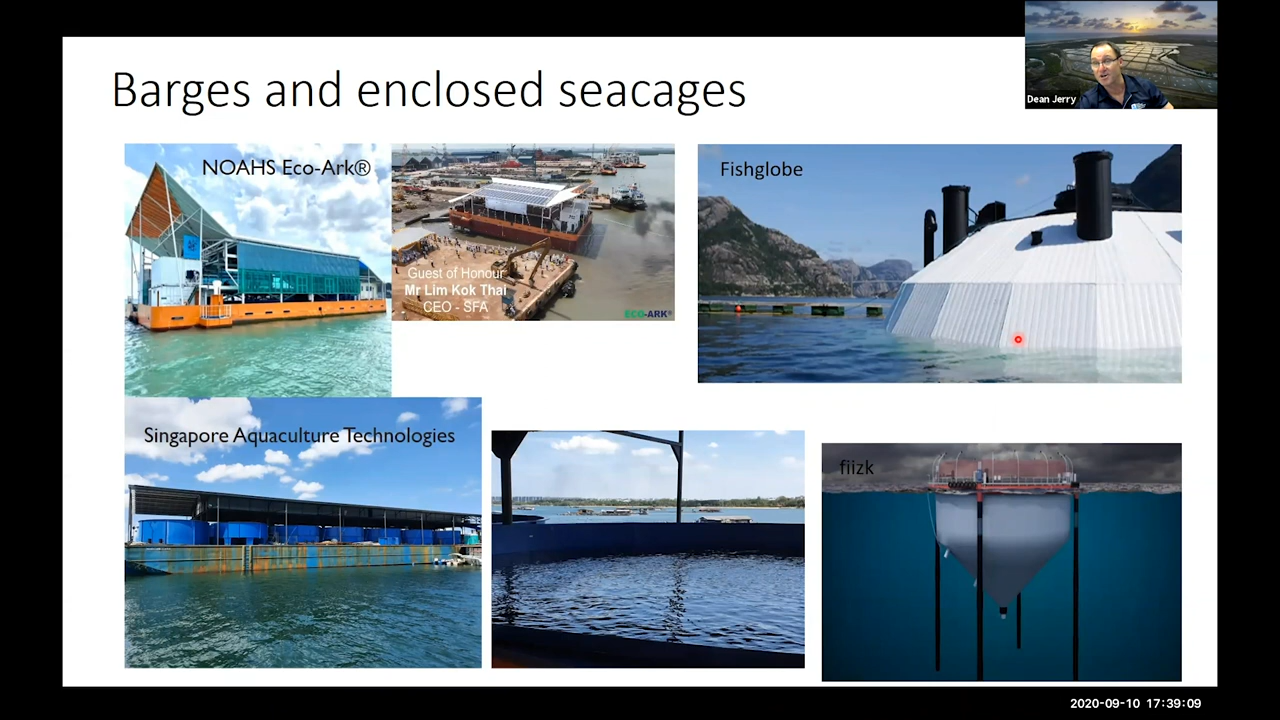 Barges and enclosed seacages
Dean Jerry
NOAHS Eco-Ark®
Guest of Honour
Mr Lim Kok Thai
CEO - SFA
ECO-ARK®
Fishglobe
Singapore Aquaculture Technologies
fiizk
2020-09-10 17:39:09